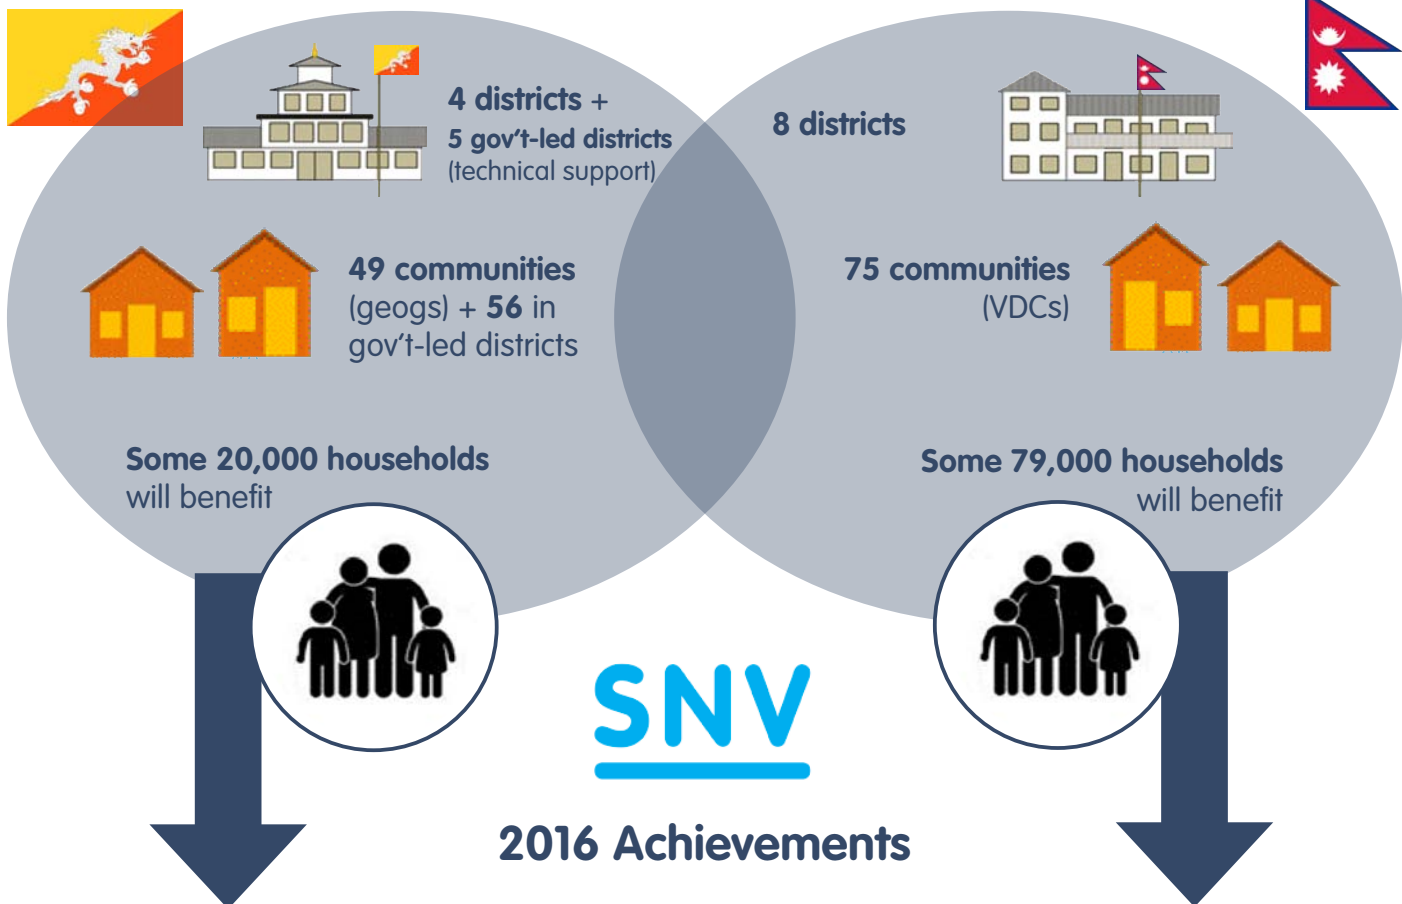 4 districts +
5 gov’t-led districts
(technical support)
49 communities
(geogs) + 56 in
gov’t-led districts
Some 20,000 households
will benefit
8 districts
75 communities
(VDCs)
Some 79,000 households
will benefit
SNV
2016 Achievements